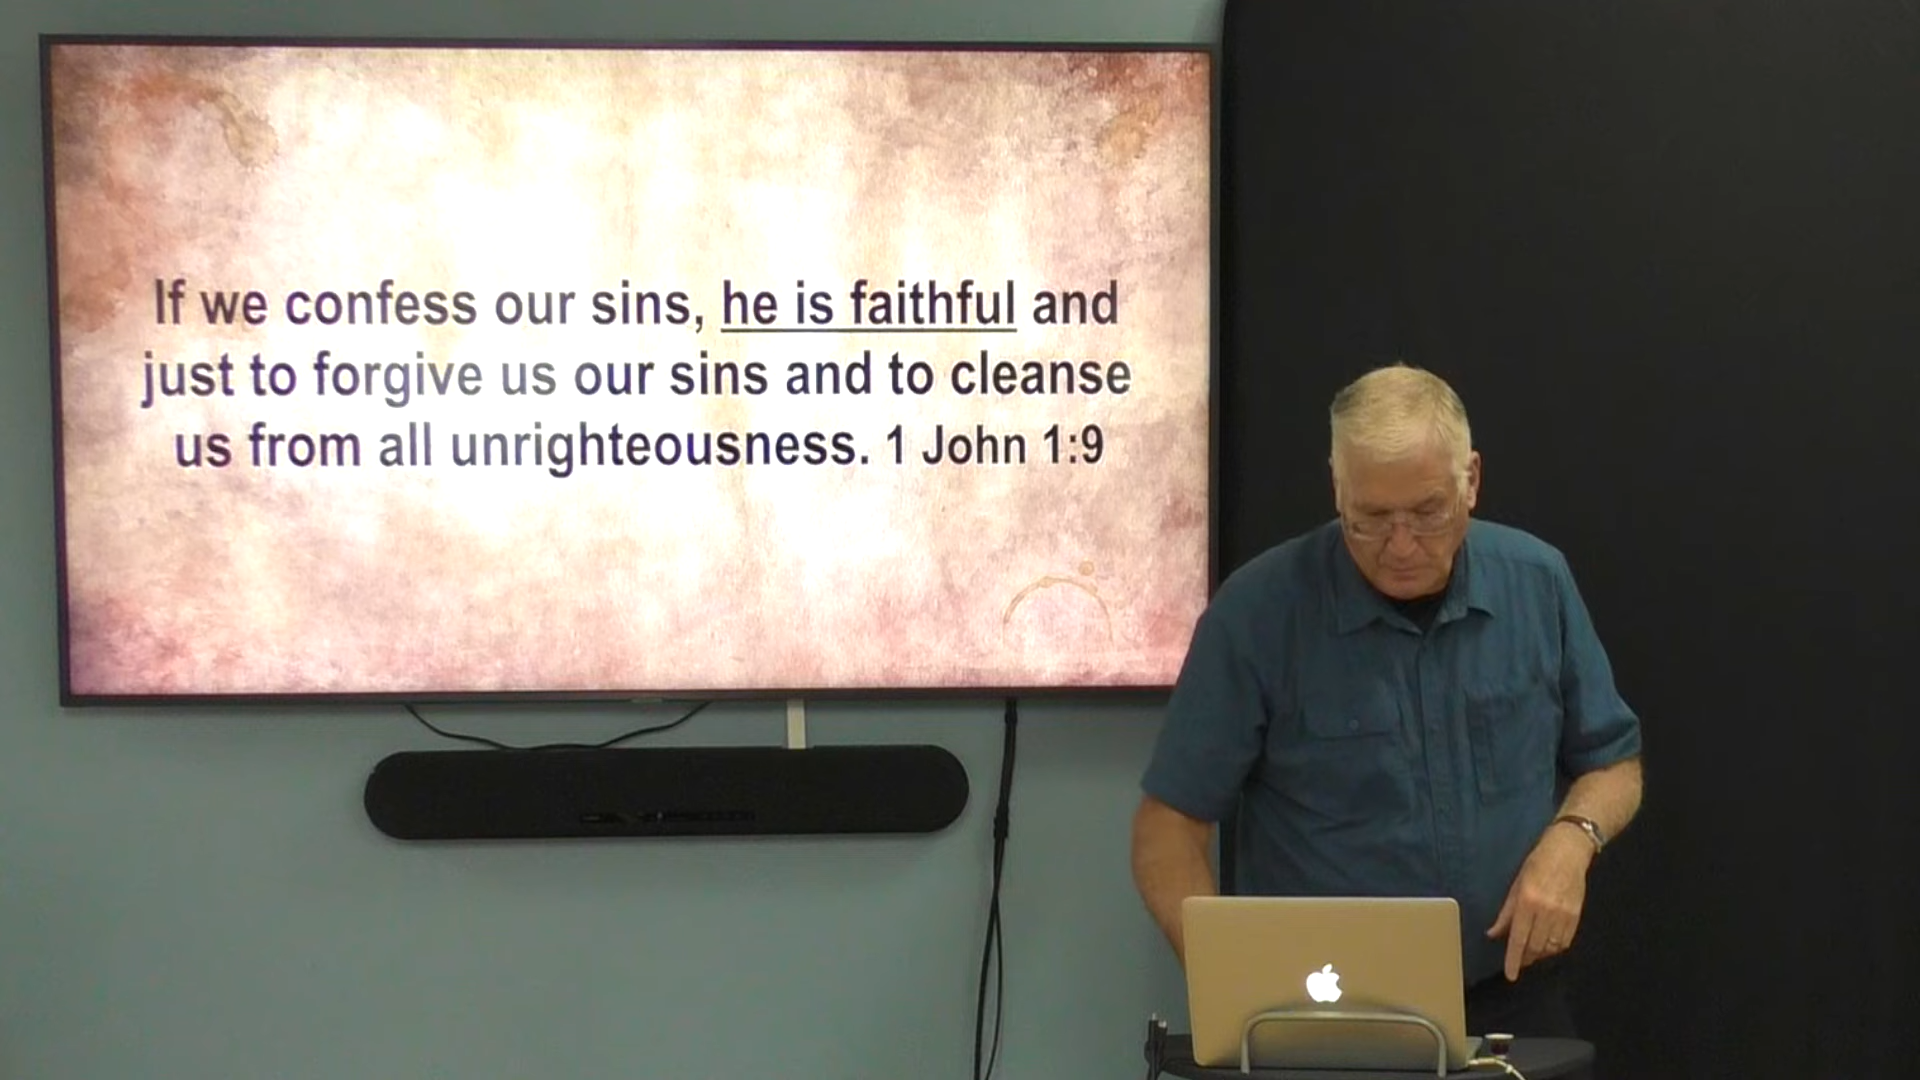 If we confess our sins, he is faithful and
just to forgive us our sins and to cleanse
us from all unrighteousness. 1 John 1:9